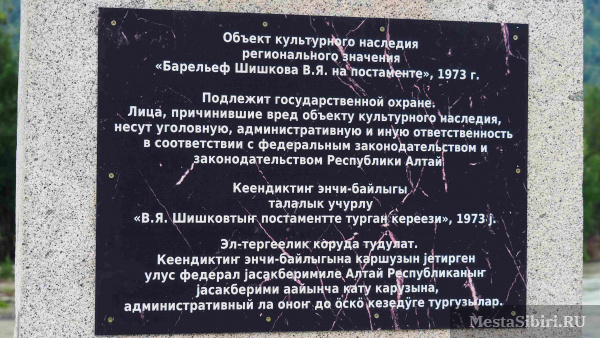 Объект культурного наследия
регионального значения
«Барельеф Шишкова В.Я. на постаменте», 1973 г.
Подлежит государственной охране.
Лица, причинившие вред объекту культурного наследия,
несут уголовную, административную и иную ответственность
в соответствии с федеральным законодательством и
законодательством Республики Алтай
Кеендиктиҥ энчи-байлыгы
талалык учурлу
«В.Я. Шишковтыҥ постаментте турган кереези», 1973 ј.
Эл-тергеелик коруда тудулат.
Кеендиктиҥ энчи-байлыгына каршузын јетирген
улус федерал јасакберимиле Алтай Республиканыҥ
јасакберими аайынча кату карузына,
административный ла оноҥ до ӧскӧ кезедӱге тургузылар.
MestaSibiri.RU